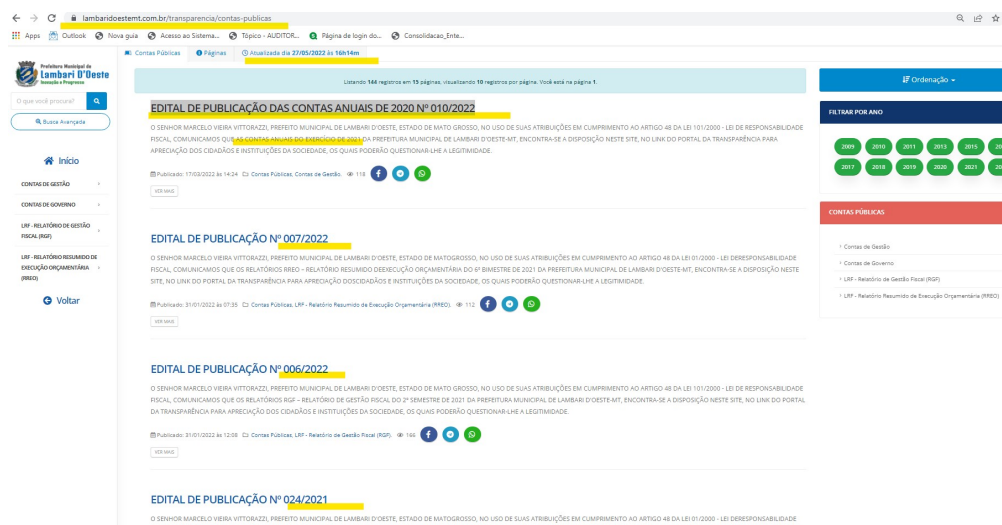 lambaridoestemt.com.br/transparencia/contas-publicas
Apps Outlook Nova guia Acesso ao Sistema... Tópico - AUDITOR... Página de login do... Consolidacao_Ente...
Contas Públicas Páginas Atualizada dia 27/05/2022 às 16h14m
Prefeitura Municipal de
Lambari D'Oeste
Inovação e Progresso
Listando 144 registros em 15 páginas, visualizando 10 registros por página. Você está na página 1.
Ordenação
O que você procura?
Busca Avançada
Início
CONTAS DE GESTÃO
CONTAS DE GOVERNO
LRF - RELATÓRIO DE GESTÃO
FISCAL (RGF)
LRF - RELATÓRIO RESUMIDO DE
EXECUÇÃO ORÇAMENTÁRIA
(RREO)
Voltar
EDITAL DE PUBLICAÇÃO DAS CONTAS ANUAIS DE 2020 Nº 010/2022
O SENHOR MARCELO VIEIRA VITTORAZZI, PREFEITO MUNICIPAL DE LAMBARI D'OESTE, ESTADO DE MATO GROSSO, NO USO DE SUAS ATRIBUIÇÕES EM CUMPRIMENTO AO ARTIGO 48 DA LEI 101/2000 - LEI DE RESPONSABILIDADE
FISCAL, COMUNICAMOS QUE AS CONTAS ANUAIS DO EXERCÍCIO DE 2021 DA PREFEITURA MUNICIPAL DE LAMBARI D'OESTE-MT, ENCONTRA-SE A DISPOSIÇÃO NESTE SITE, NO LINK DO PORTAL DA TRANSPARÊNCIA PARA
APRECIAÇÃO DOS CIDADÃOS E INSTITUIÇÕES DA SOCIEDADE, OS QUAIS PODERÃO QUESTIONAR-LHE A LEGITIMIDADE.
Publicado: 17/03/2022 às 14:24 Contas Públicas, Contas de Gestão. 118
VER MAIS
EDITAL DE PUBLICAÇÃO Nº 007/2022
O SENHOR MARCELO VIEIRA VITTORAZZI, PREFEITO MUNICIPAL DE LAMBARI D'OESTE, ESTADO DE MATOGROSSO, NO USO DE SUAS ATRIBUIÇÕES EM CUMPRIMENTO AO ARTIGO 48 DA LEI 01/2000 - LEI DERESPONSABILIDADE
FISCAL, COMUNICAMOS QUE OS RELATÓRIOS RREO – RELATÓRIO RESUMIDO DEEXECUÇÃO ORÇAMENTÁRIA DO 6º BIMESTRE DE 2021 DA PREFEITURA MUNICIPAL DE LAMBARI D'OESTE-MT, ENCONTRA-SE A DISPOSIÇÃO NESTE
SITE, NO LINK DO PORTAL DA TRANSPARÊNCIA PARA APRECIAÇÃO DOSCIDADÃOS E INSTITUIÇÕES DA SOCIEDADE, OS QUAIS PODERÃO QUESTIONAR-LHE A LEGITIMIDADE.
Publicado: 31/01/2022 às 07:35 Contas Públicas, LRF - Relatório Resumido de Execução Orçamentária (RREO). 112
VER MAIS
EDITAL DE PUBLICAÇÃO Nº 006/2022
O SENHOR MARCELO VIEIRA VITTORAZZI, PREFEITO MUNICIPAL DE LAMBARI D'OESTE, ESTADO DE MATO GROSSO, NO USO DE SUAS ATRIBUIÇÕES EM CUMPRIMENTO AO ARTIGO 48 DA LEI 101/2000 - LEI DE RESPONSABILIDADE
FISCAL, COMUNICAMOS QUE OS RELATÓRIOS RGF – RELATÓRIO DE GESTÃO FISCAL DO 2º SEMESTRE DE 2021 DA PREFEITURA MUNICIPAL DE LAMBARI D'OESTE-MT, ENCONTRA-SE A DISPOSIÇÃO NESTE SITE, NO LINK DO PORTAL
DA TRANSPARÊNCIA PARA APRECIAÇÃO DOS CIDADÃOS E INSTITUIÇÕES DA SOCIEDADE, OS QUAIS PODERÃO QUESTIONAR-LHE A LEGITIMIDADE.
Publicado: 31/01/2022 às 12:08 Contas Públicas, LRF - Relatório de Gestão Fiscal (RGF). 166
VER MAIS
EDITAL DE PUBLICAÇÃO Nº 024/2021
O SENHOR MARCELO VIEIRA VITTORAZZI, PREFEITO MUNICIPAL DE LAMBARI D'OESTE, ESTADO DE MATOGROSSO, NO USO DE SUAS ATRIBUIÇÕES EM CUMPRIMENTO AO ARTIGO 48 DA LEI 01/2000 - LEI DERESPONSABILIDADE
FILTRAR POR ANO
2009 2010 2011 2013 2015
2017 2018 2019 2020 2021
CONTAS PÚBLICAS
Contas de Gestão
Contas de Governo
LRF - Relatório de Gestão Fiscal (RGF)
LRF - Relatório Resumido de Execução Orçamentária (RREO)